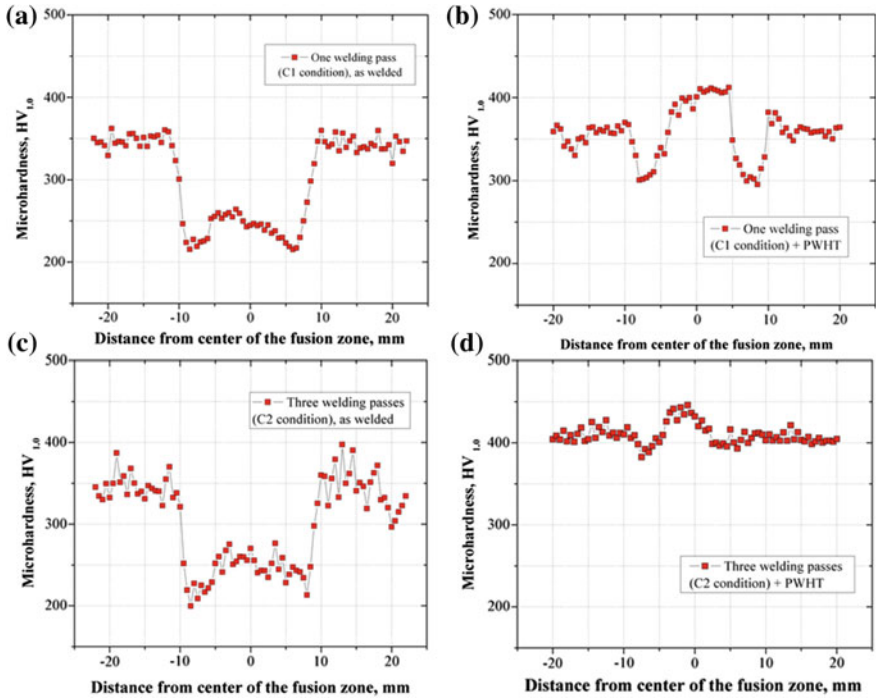 (a)
500
400
300
200
Microhardness, HV1.0
One welding pass
(C1 condition), as welded
-20 -10 0 10 20
Distance from center of the fusion zone, mm
(b)
500
400
300
200
Microhardness, HV1.0
One welding pass
(C1 condition) + PWHT
-20 -10 0 10 20
Distance from center of the fusion zone, mm
(c)
500
400
300
200
Microhardness, HV1.0
Three welding passes
(C2 condition), as welded
-20 -10 0 10 20
Distance from center of the fusion zone, mm
(d)
500
400
300
200
Microhardness, HV1.0
Three welding passes
(C2 condition) + PWHT
-20 -10 0 10 20
Distance from center of the fusion zone, mm